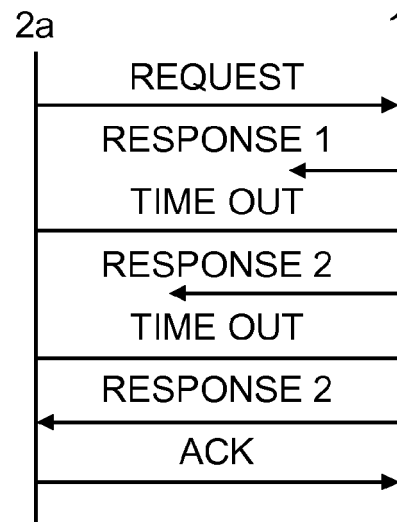 2a
REQUEST
RESPONSE 1
TIME OUT
RESPONSE 2
TIME OUT
RESPONSE 2
ACK